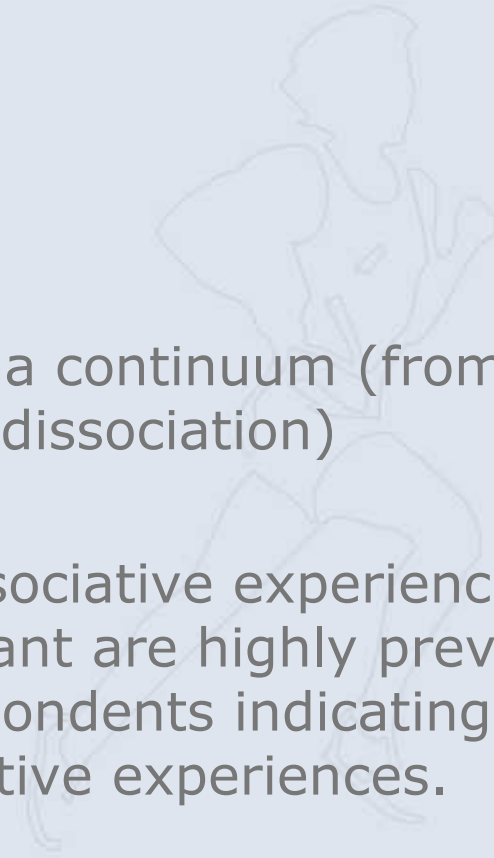 a continuum (from
dissociation)
sociative experienc
ant are highly prev
ondents indicating
tive experiences.